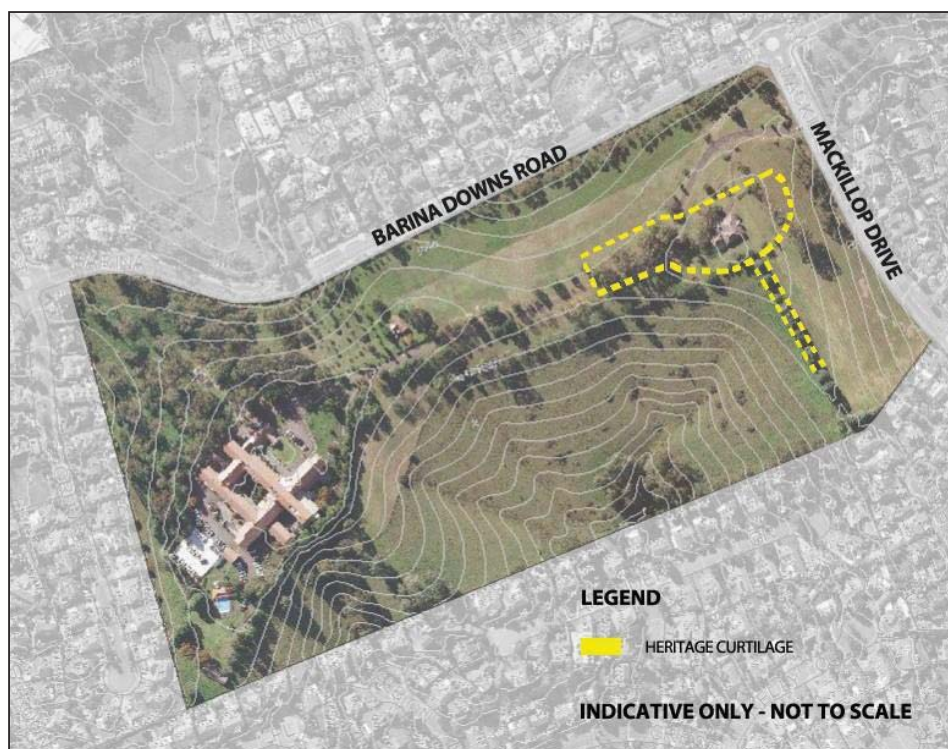 BARINA DOWNS ROAD
MACKILLOP DRIVE
LEGEND
HERITAGE CURTILAGE
INDICATIVE ONLY - NOT TO SCALE